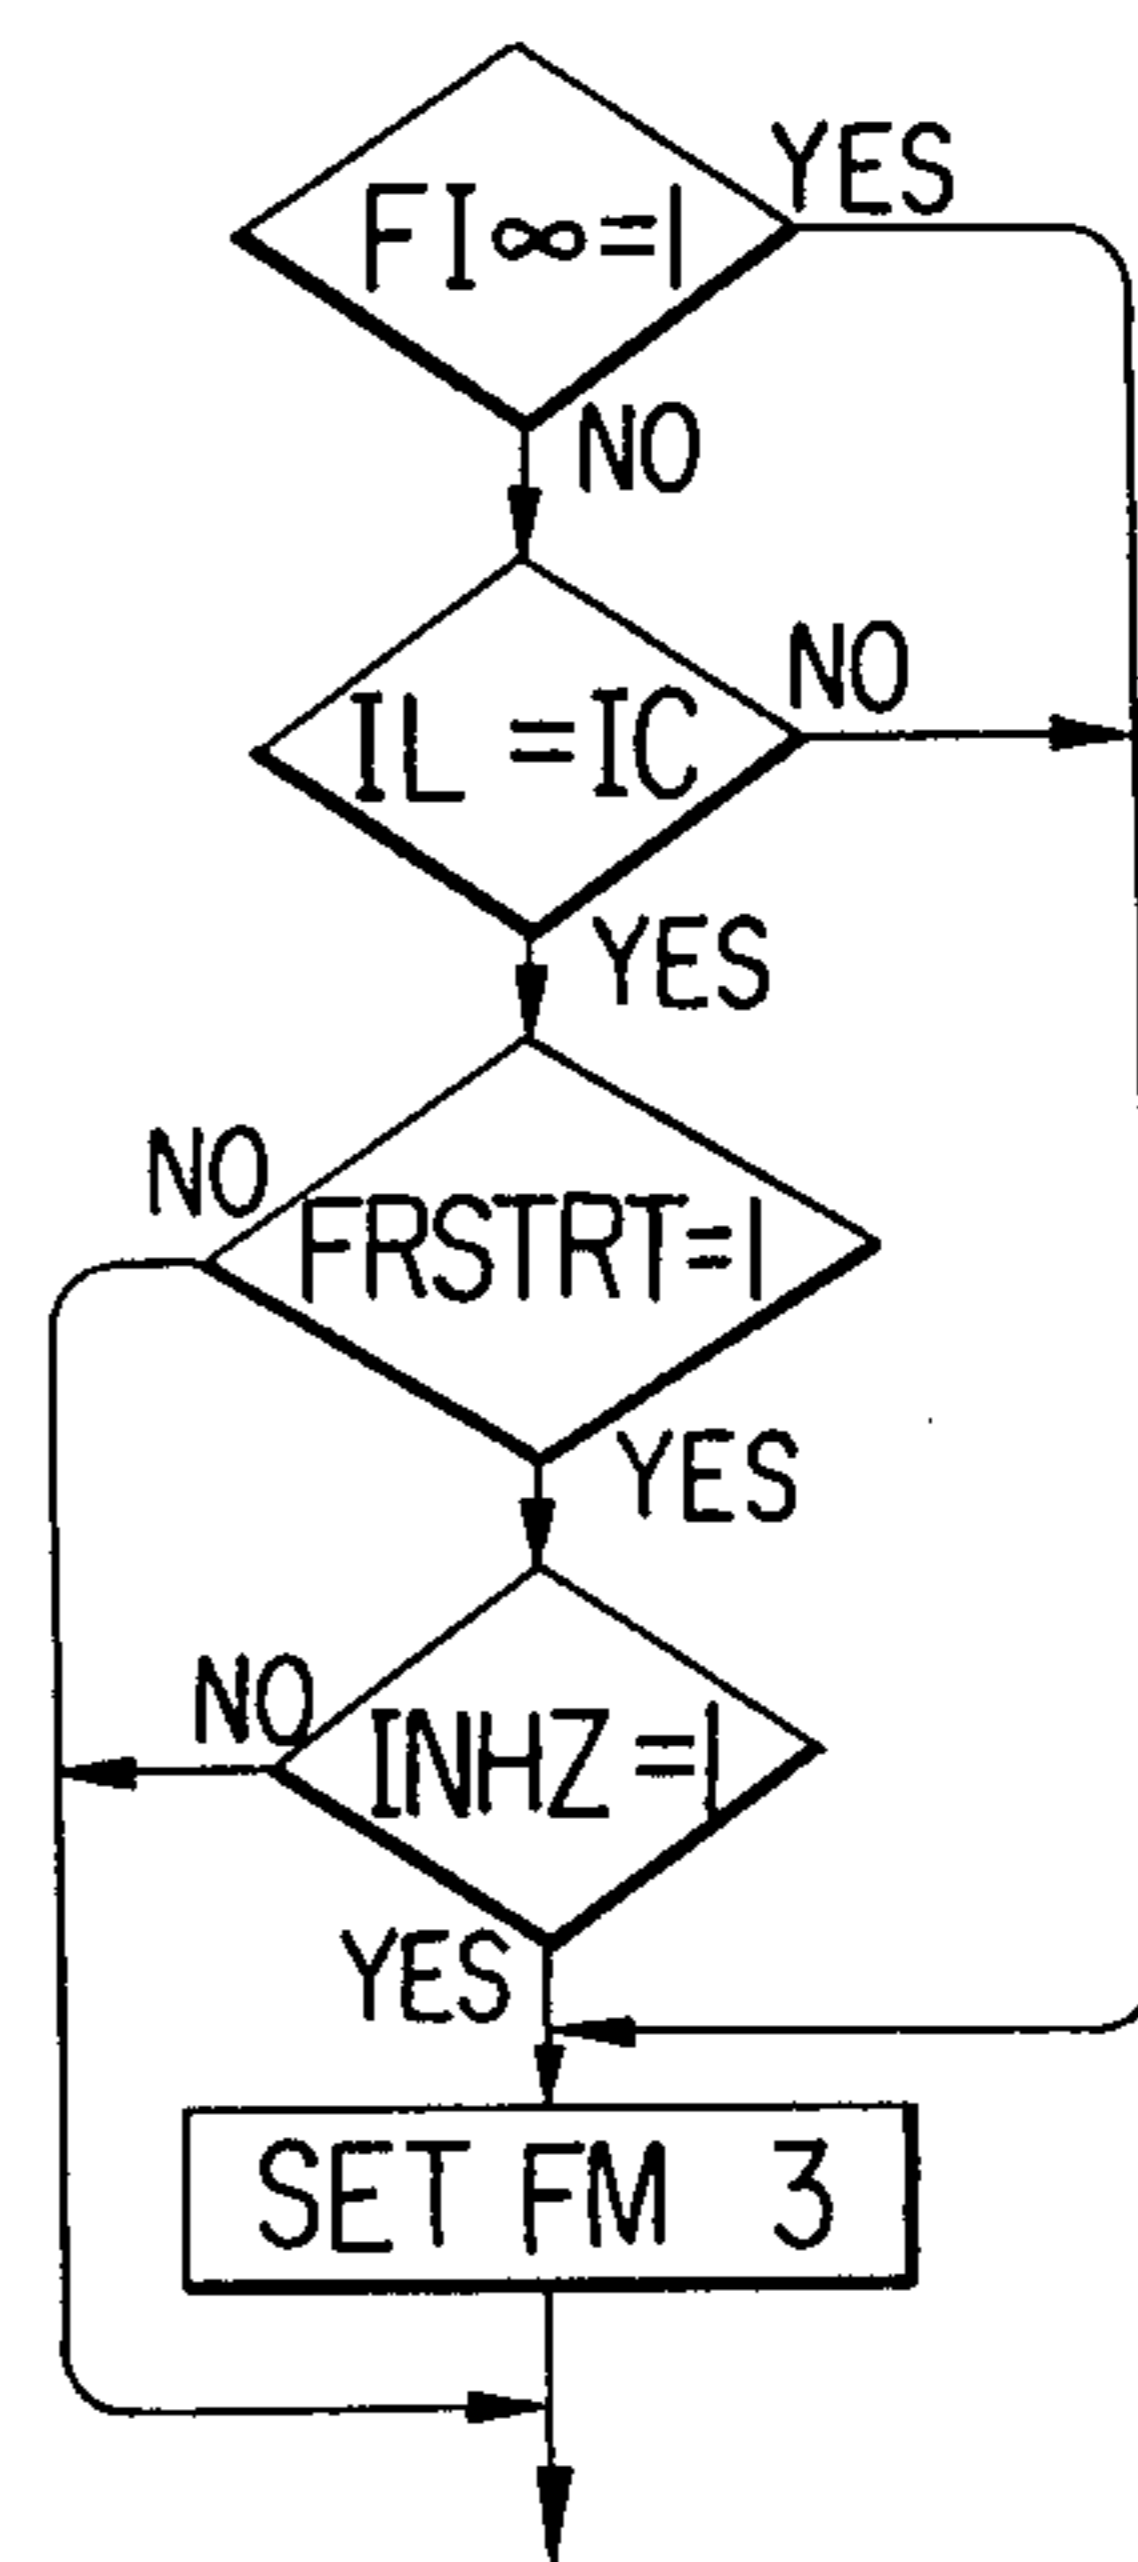 FI∞=1
YES
NO
IL =IC
NO
YES
FRSTRT=1
NO
YES
INHZ=1
NO
YES
SET FM 3